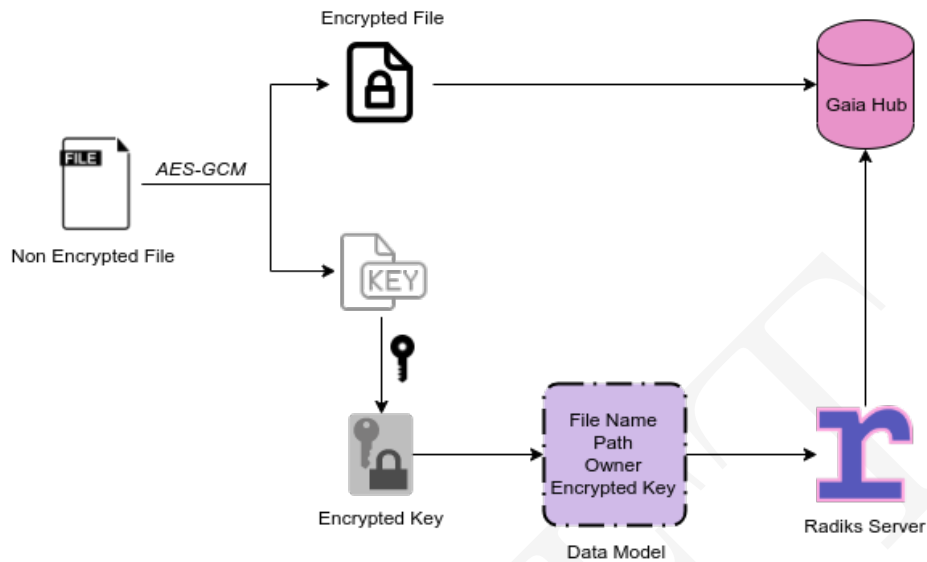 Encrypted File
Gaia Hub
FILE
AES-GCM
Non Encrypted File
KEY
File Name
Path
Owner
Encrypted Key
Encrypted Key
r
Radiks Server
Data Model